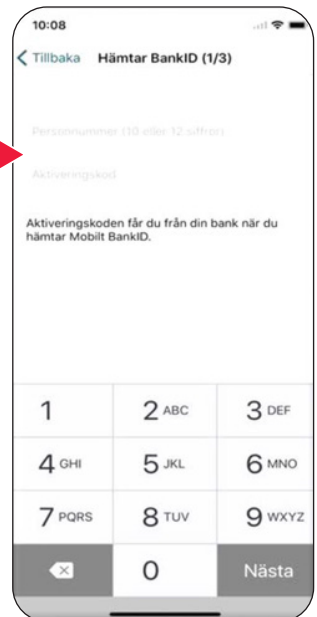 10:08
Tillbaka Hämtar BankID (1/3)
Personnummer (10 eller 12 siffror)
Aktiveringskod
Aktiveringskoden får du från din bank när du
hämtar Mobilt BankID.
1 2 ABC 3 DEF
4 GHI 5 JKL 6 MNO
7 PQRS 8 TUV 9 WXYZ
0 Nästa